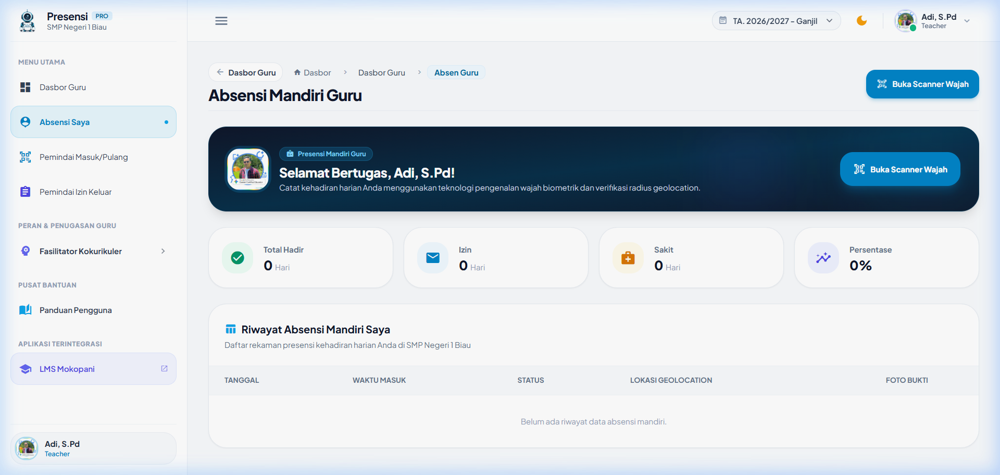 Presensi PRO
SMP Negeri 1 Biau
TA. 2026/2027 - Ganjil
Adi, S.Pd
Teacher
MENU UTAMA
Dasbor Guru
Absensi Saya
Pemindai Masuk/Pulang
Pemindai Izin Keluar
PERAN & PENUGASAN GURU
Fasilitator Kokurikuler
PUSAT BANTUAN
Panduan Pengguna
APLIKASI TERINTEGRASI
LMS Mokopani
Adi, S.Pd
Teacher
Dasbor Guru
Dasbor
Dasbor Guru
Absen Guru
Absensi Mandiri Guru
Buka Scanner Wajah
Presensi Mandiri Guru
Selamat Bertugas, Adi, S.Pd!
Catat kehadiran harian Anda menggunakan teknologi pengenalan wajah biometrik dan verifikasi radius geolocation.
Buka Scanner Wajah
Total Hadir
0 Hari
Izin
0 Hari
Sakit
0 Hari
Persentase
0%
Riwayat Absensi Mandiri Saya
Daftar rekaman presensi kehadiran harian Anda di SMP Negeri 1 Biau
TANGGAL
WAKTU MASUK
STATUS
LOKASI GEOLOCATION
FOTO BUKTI
Belum ada riwayat data absensi mandiri.